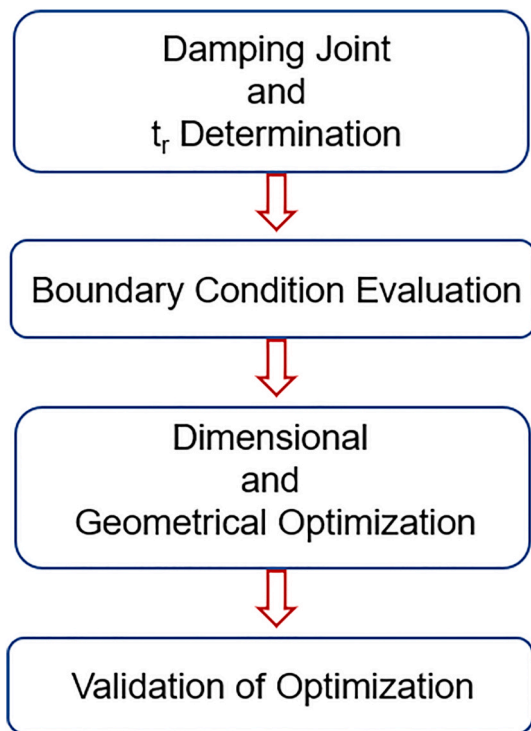 Damping Joint
and
tᵣ Determination
Boundary Condition Evaluation
Dimensional
and
Geometrical Optimization
Validation of Optimization